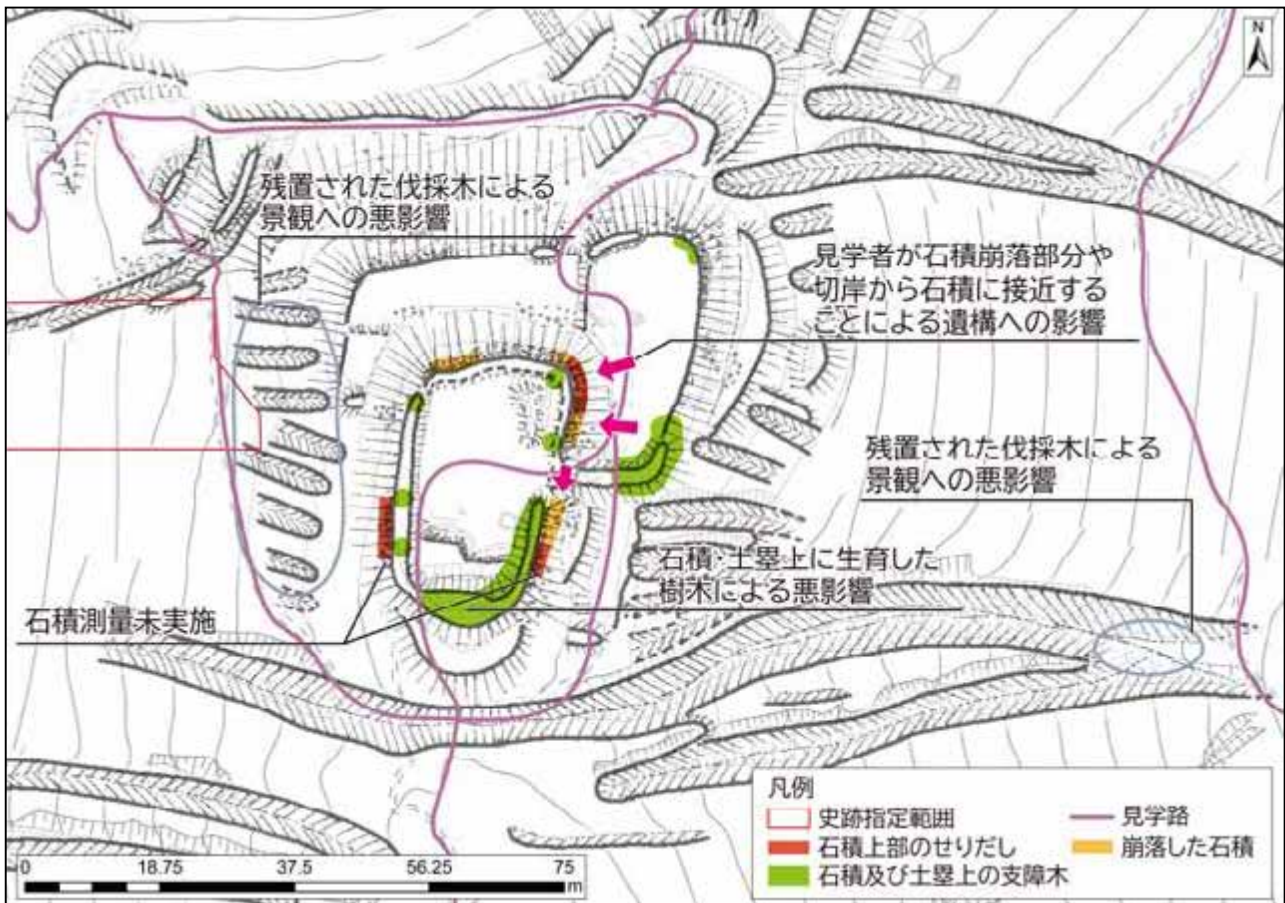 N
残置された伐採木による
景観への悪影響
見学者が石積崩落部分や
切岸から石積に接近する
ことによる遺構への影響
残置された伐採木による
景観への悪影響
石積・土塁上に生育した
樹木による悪影響
石積測量未実施
凡例
史跡指定範囲
見学路
石積上部のせりだし
崩落した石積
石積及び土塁上の支障木
0 18.75 37.5 56.25 75
m